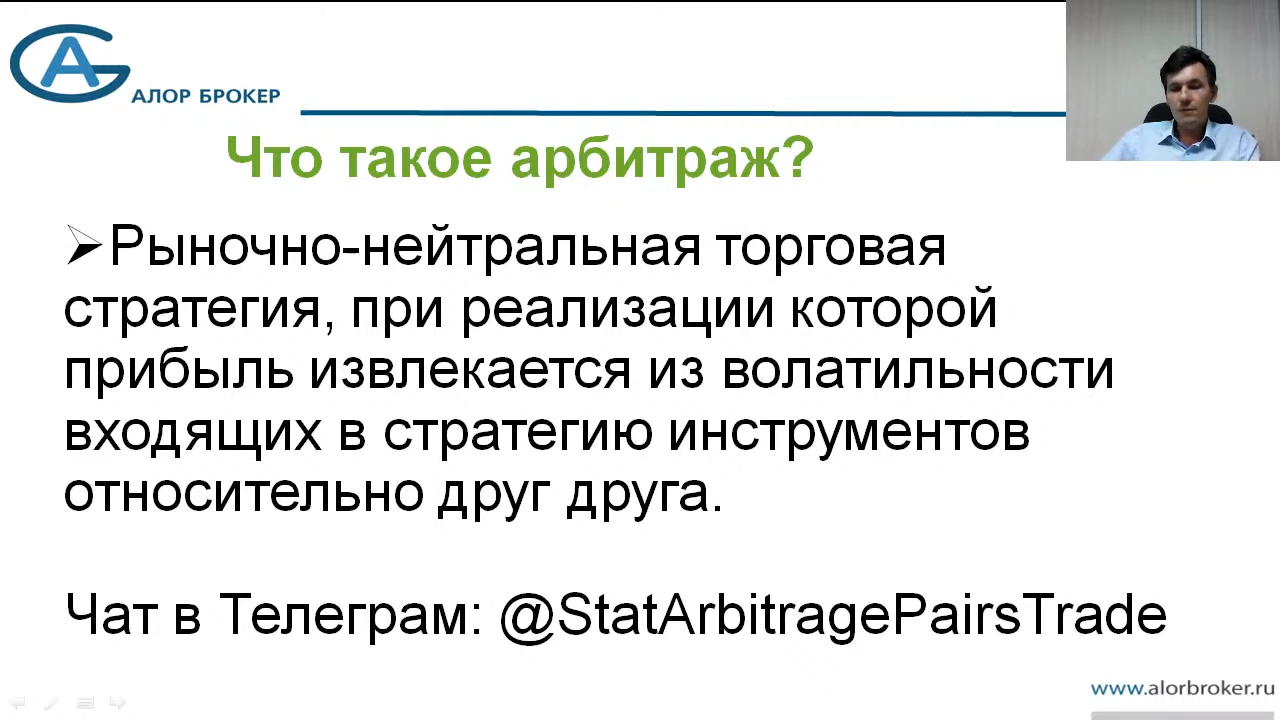 АЛОР БРОКЕР
Что такое арбитраж?
Рыночно-нейтральная торговая
стратегия, при реализации которой
прибыль извлекается из волатильности
входящих в стратегию инструментов
относительно друг друга.
Чат в Телеграм: @StatArbitragePairsTrade
www.alorbroker.ru